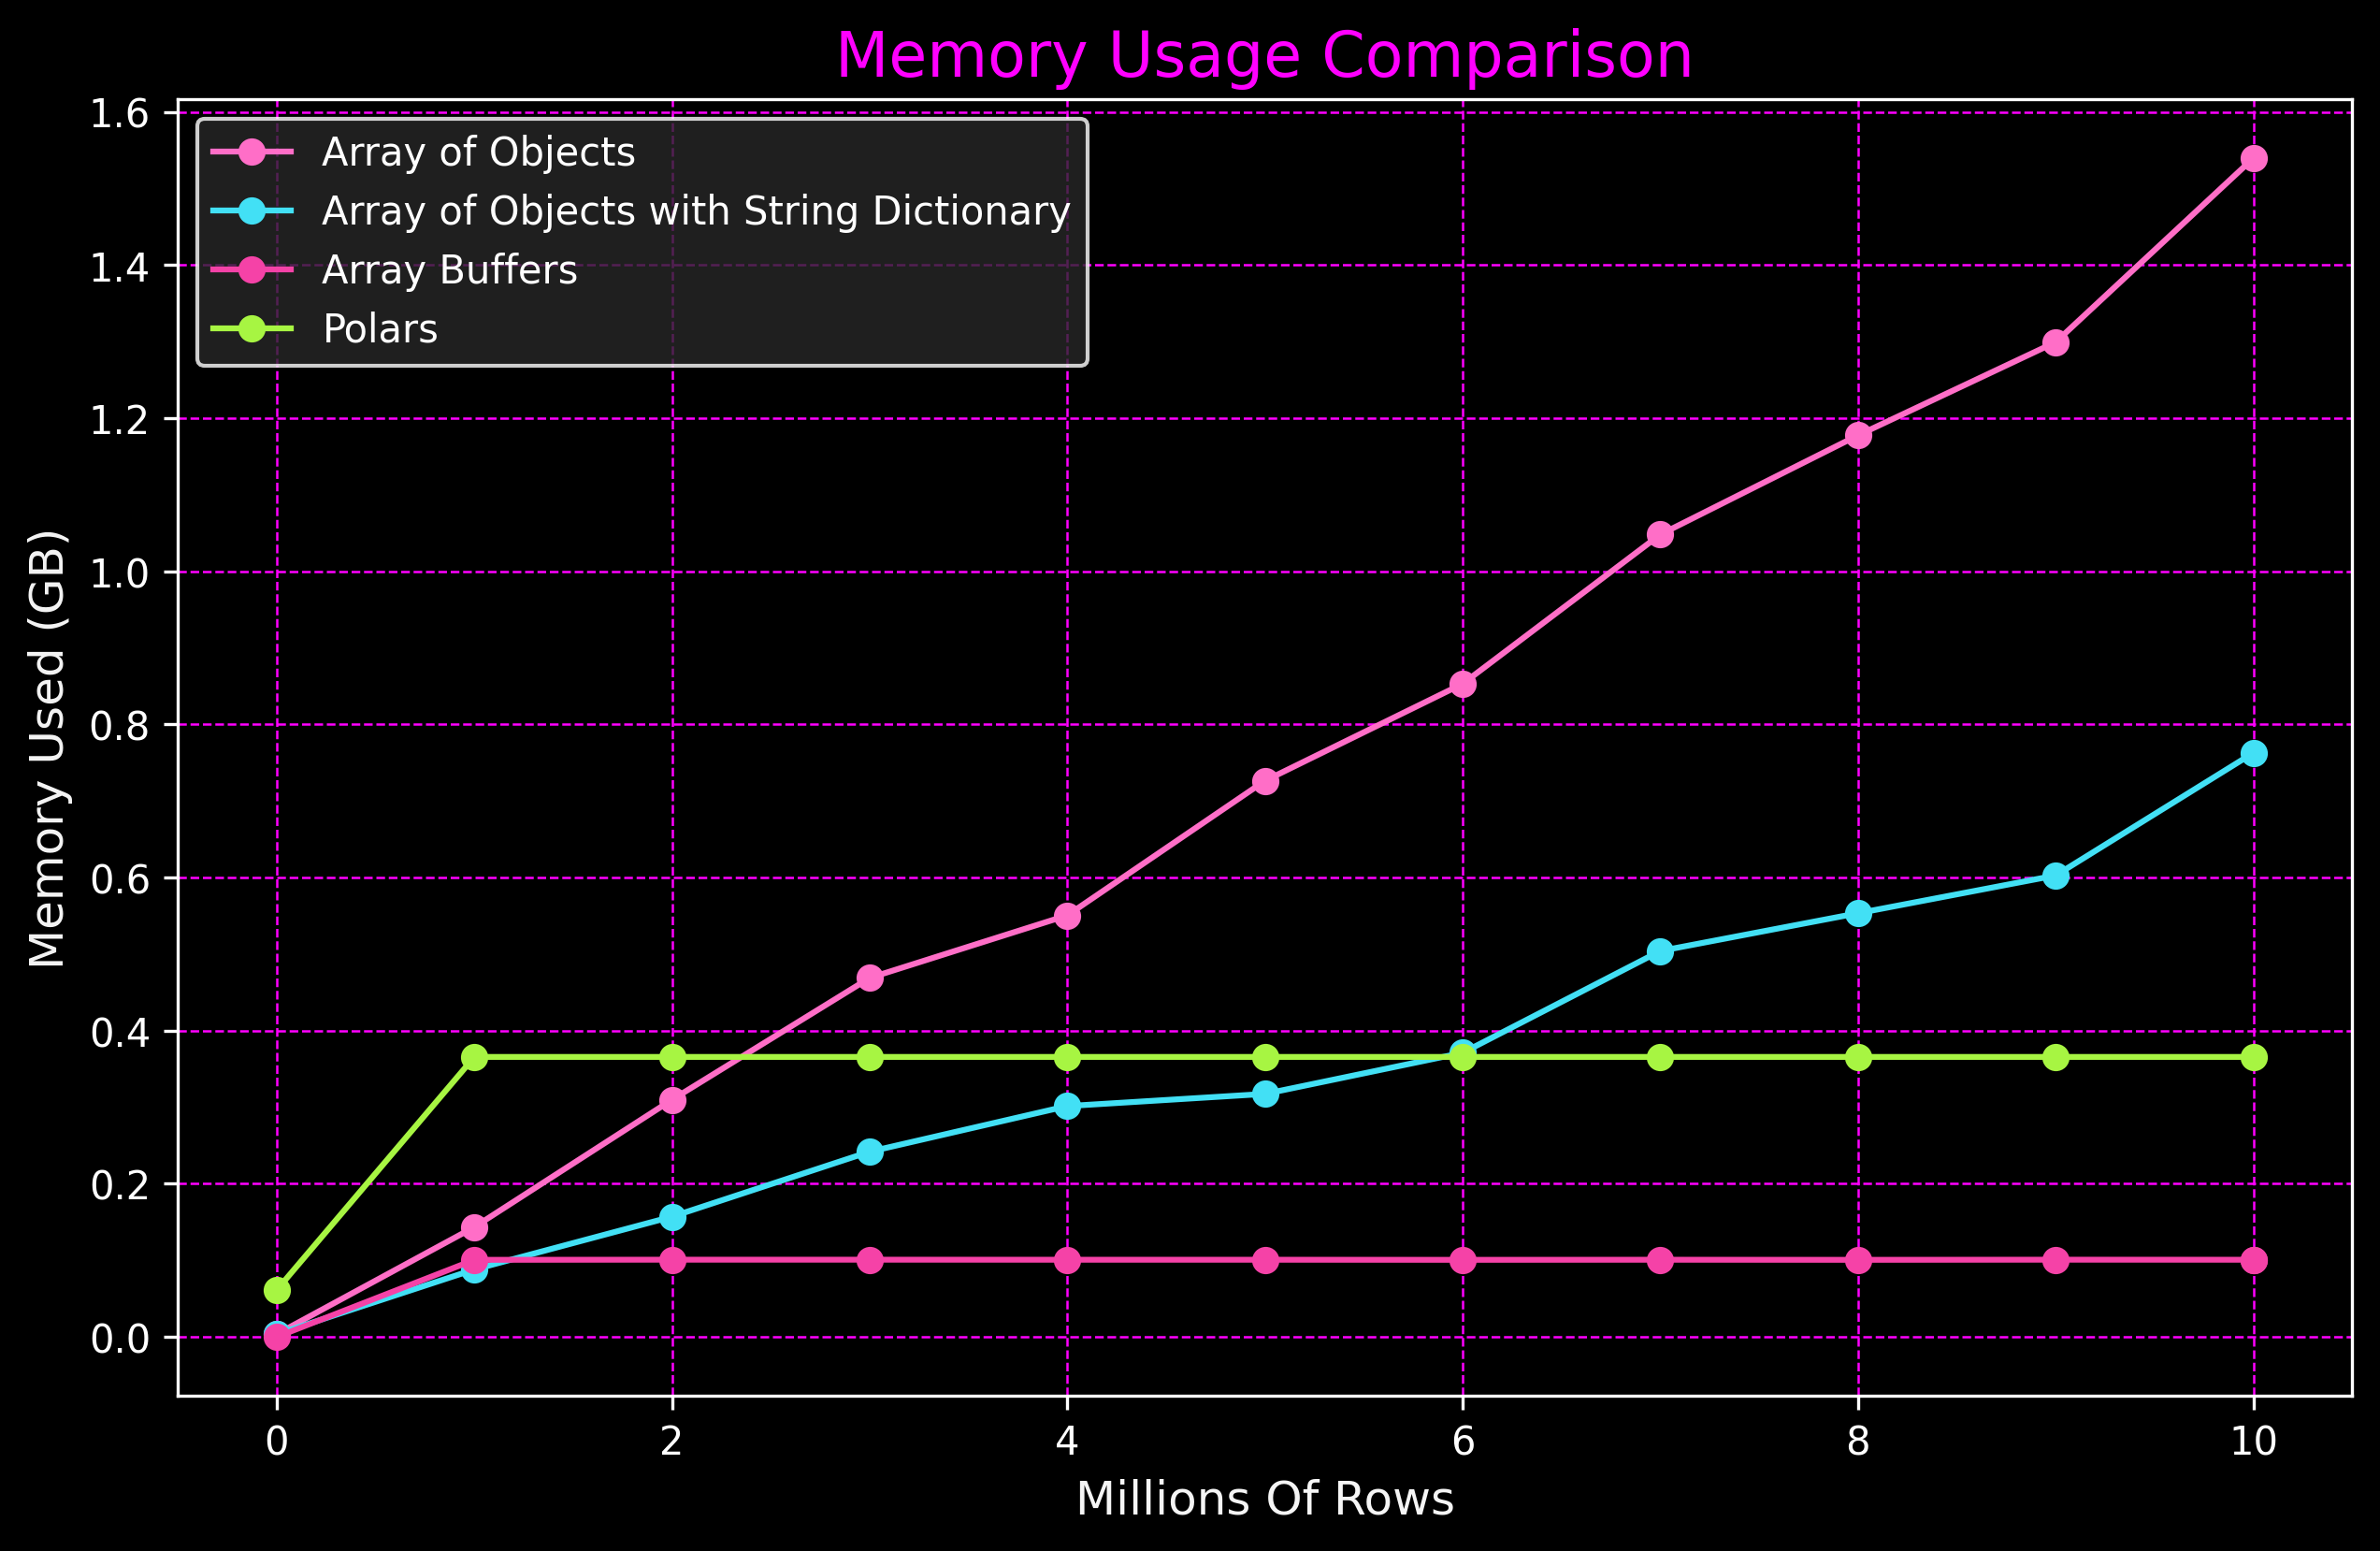 Memory Usage Comparison
Array of Objects
Array of Objects with String Dictionary
Array Buffers
Polars
Memory Used (GB)
1.6
1.4
1.2
1.0
0.8
0.6
0.4
0.2
0.0
0 2 4 6 8 10
Millions Of Rows